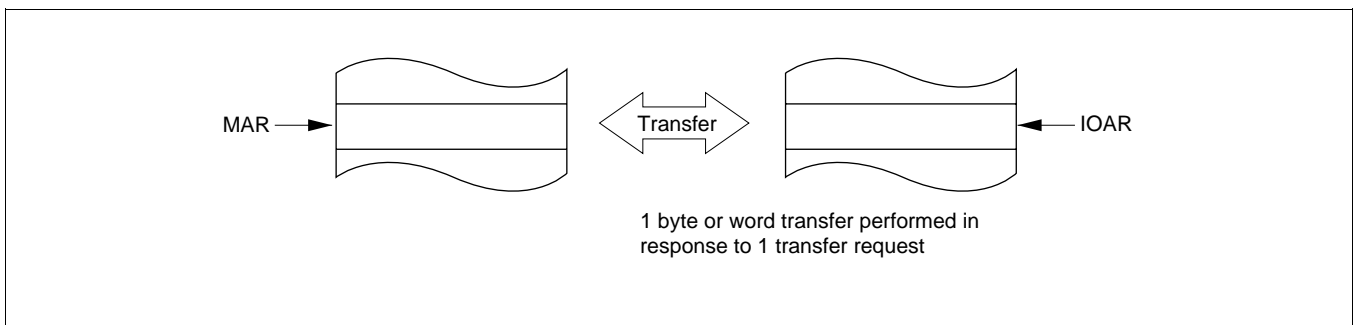 MAR
Transfer
IOAR
1 byte or word transfer performed in
response to 1 transfer request